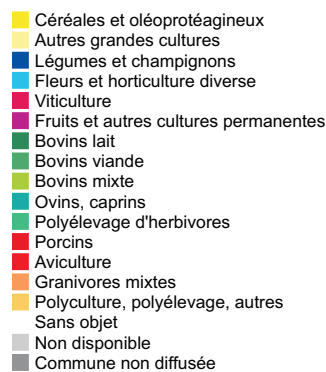 Céréales et oléoprotéagineux
Autres grandes cultures
Légumes et champignons
Fleurs et horticulture diverse
Viticulture
Fruits et autres cultures permanentes
Bovins lait
Bovins viande
Bovins mixte
Ovins, caprins
Polyélevage d'herbivores
Porcins
Aviculture
Granivores mixtes
Polyculture, polyélevage, autres
Sans objet
Non disponible
Commune non diffusée